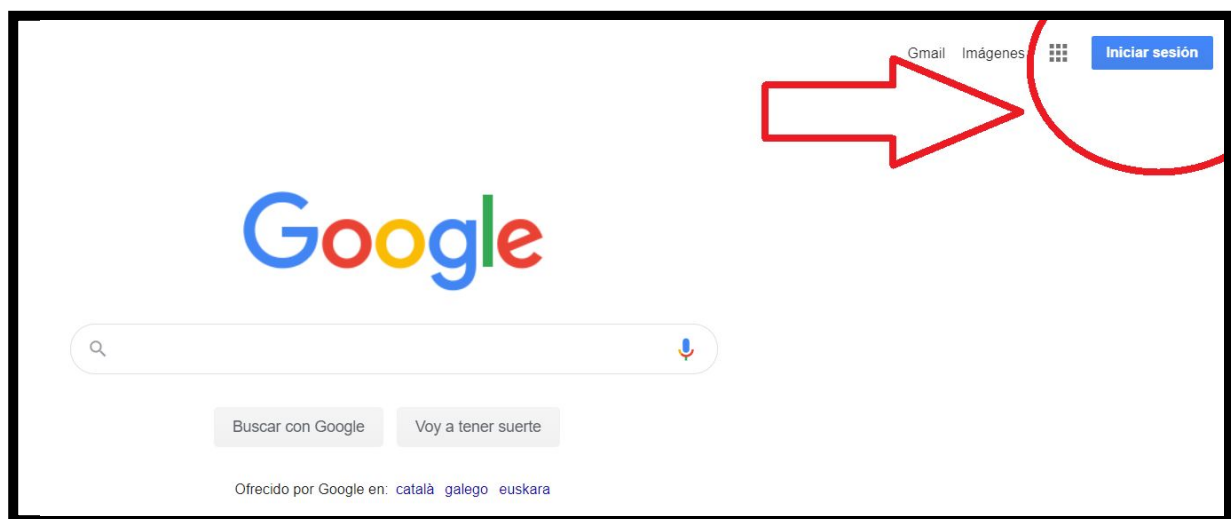 Gmail Imágenes Iniciar sesión
Google
Buscar con Google Voy a tener suerte
Ofrecido por Google en: català galego euskara